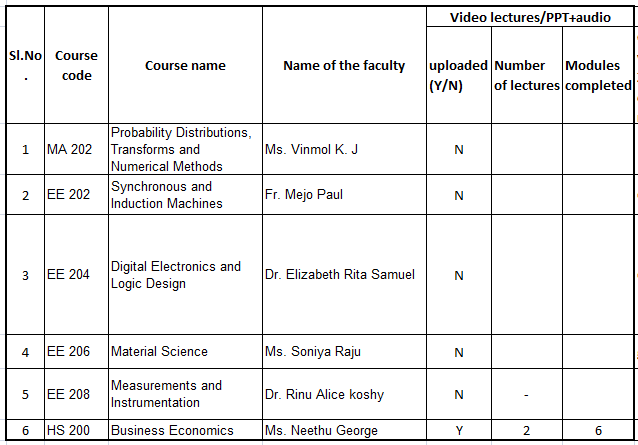 Video lectures/PPT+audio
Sl.No
.
Course
code
Course name
Name of the faculty
uploaded
(Y/N)
Number
of lectures
Modules
completed
1
MA 202
Probability Distributions,
Transforms and
Numerical Methods
Ms. Vinmol K. J
N
2
EE 202
Synchronous and
Induction Machines
Fr. Mejo Paul
N
3
EE 204
Digital Electronics and
Logic Design
Dr. Elizabeth Rita Samuel
N
4
EE 206
Material Science
Ms. Soniya Raju
N
5
EE 208
Measurements and
Instrumentation
Dr. Rinu Alice koshy
N
-
6
HS 200
Business Economics
Ms. Neethu George
Y
2
6